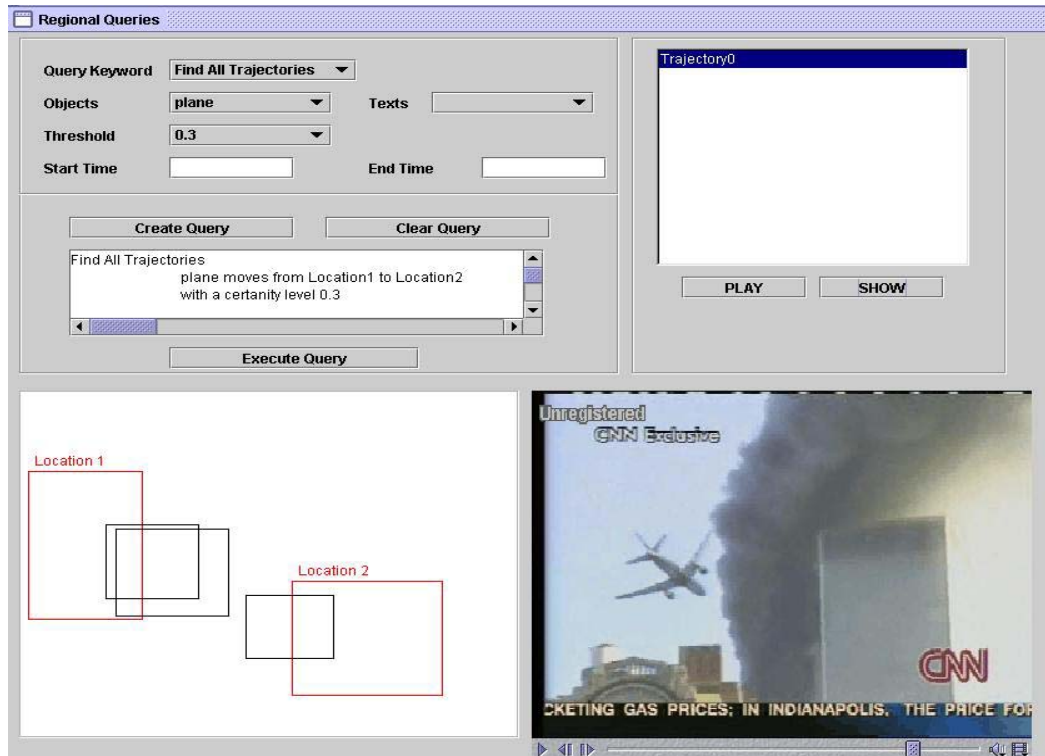 Regional Queries
Query Keyword Find All Trajectories
Objects plane Texts
Threshold 0.3
Start Time End Time
Create Query Clear Query
Find All Trajectories
plane moves from Location1 to Location2
with a certanity level 0.3
Execute Query
Trajectory0
PLAY SHOW
Location 1
Location 2
Unregistered
CNN Exclusive
CNN
CKETING GAS PRICES; IN INDIANAPOLIS, THE PRICE FOR